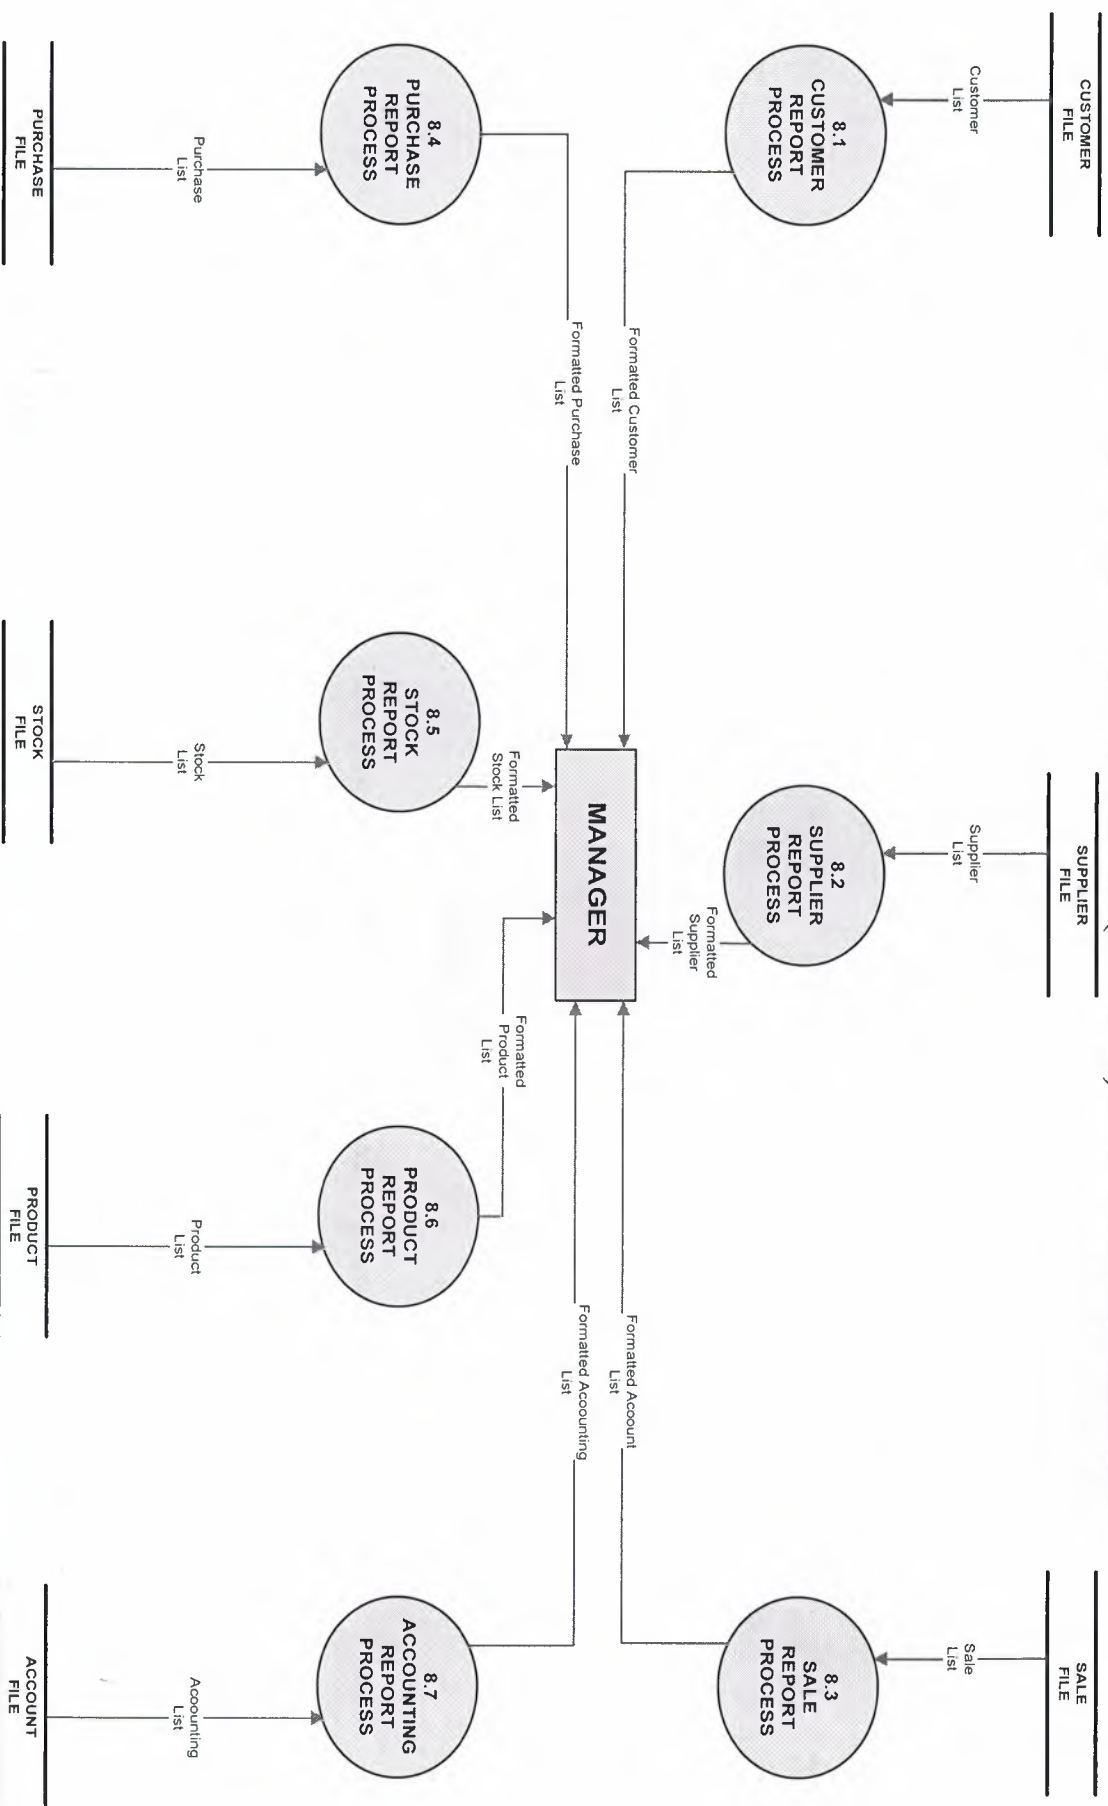 CUSTOMER
FILE
SUPPLIER
FILE
SALE
FILE
Customer
List
Supplier
List
Sale
List
8.1
CUSTOMER
REPORT
PROCESS
8.2
SUPPLIER
REPORT
PROCESS
8.3
SALE
REPORT
PROCESS
Formatted
Supplier
List
Formatted Customer
List
Formatted Acoount
List
MANAGER
Formatted Purchase
List
Formatted Acoounting
List
Formatted
Stock List
Formatted
Product
List
8.4
PURCHASE
REPORT
PROCESS
8.5
STOCK
REPORT
PROCESS
8.6
PRODUCT
REPORT
PROCESS
8.7
ACCOUNTING
REPORT
PROCESS
Purchase
List
Stock
List
Product
List
Acoounting
List
PURCHASE
FILE
STOCK
FILE
PRODUCT
FILE
ACCOUNT
FILE